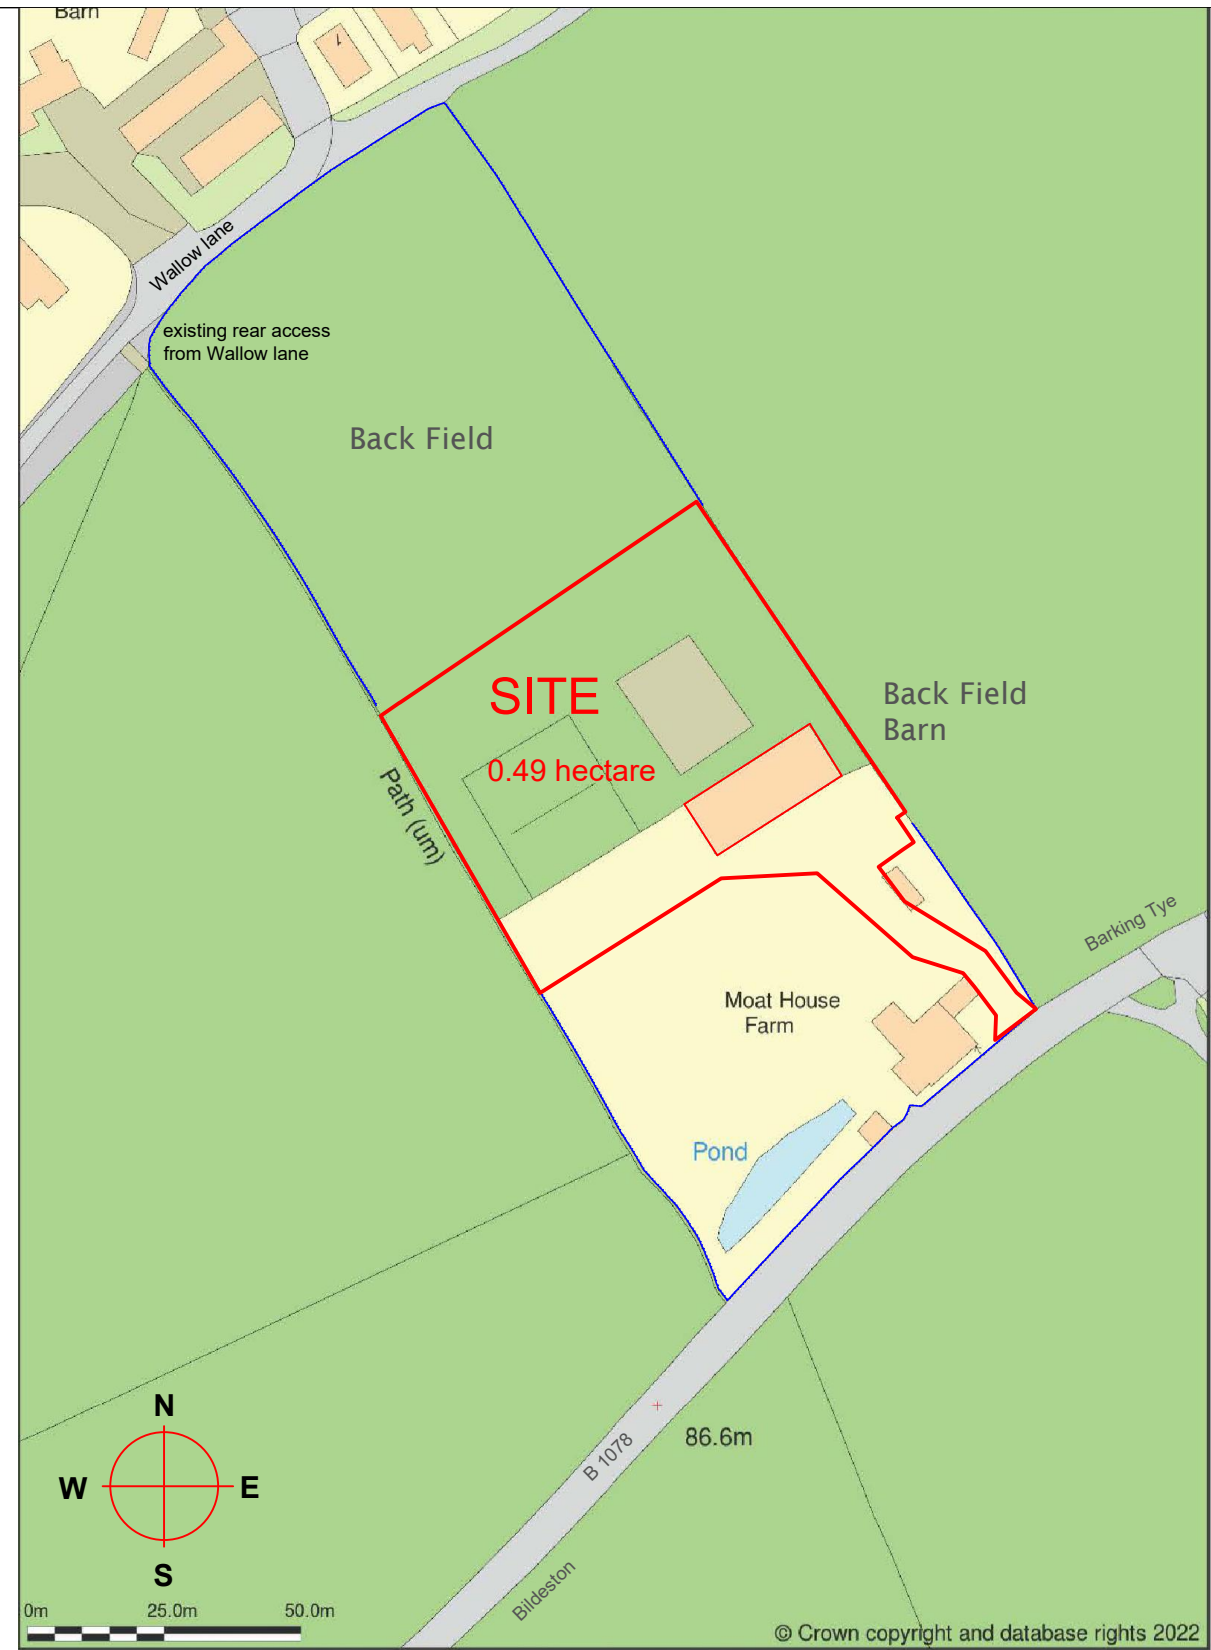 Barn
1
Wallow lane
existing rear access
from Wallow lane
Back Field
SITE
0.49 hectare
Back Field
Barn
Path (um)
Barking Tye
Moat House
Farm
Pond
86.6m
B 1078
Bildeston
N
W
E
S
0m 25.0m 50.0m
© Crown copyright and database rights 2022